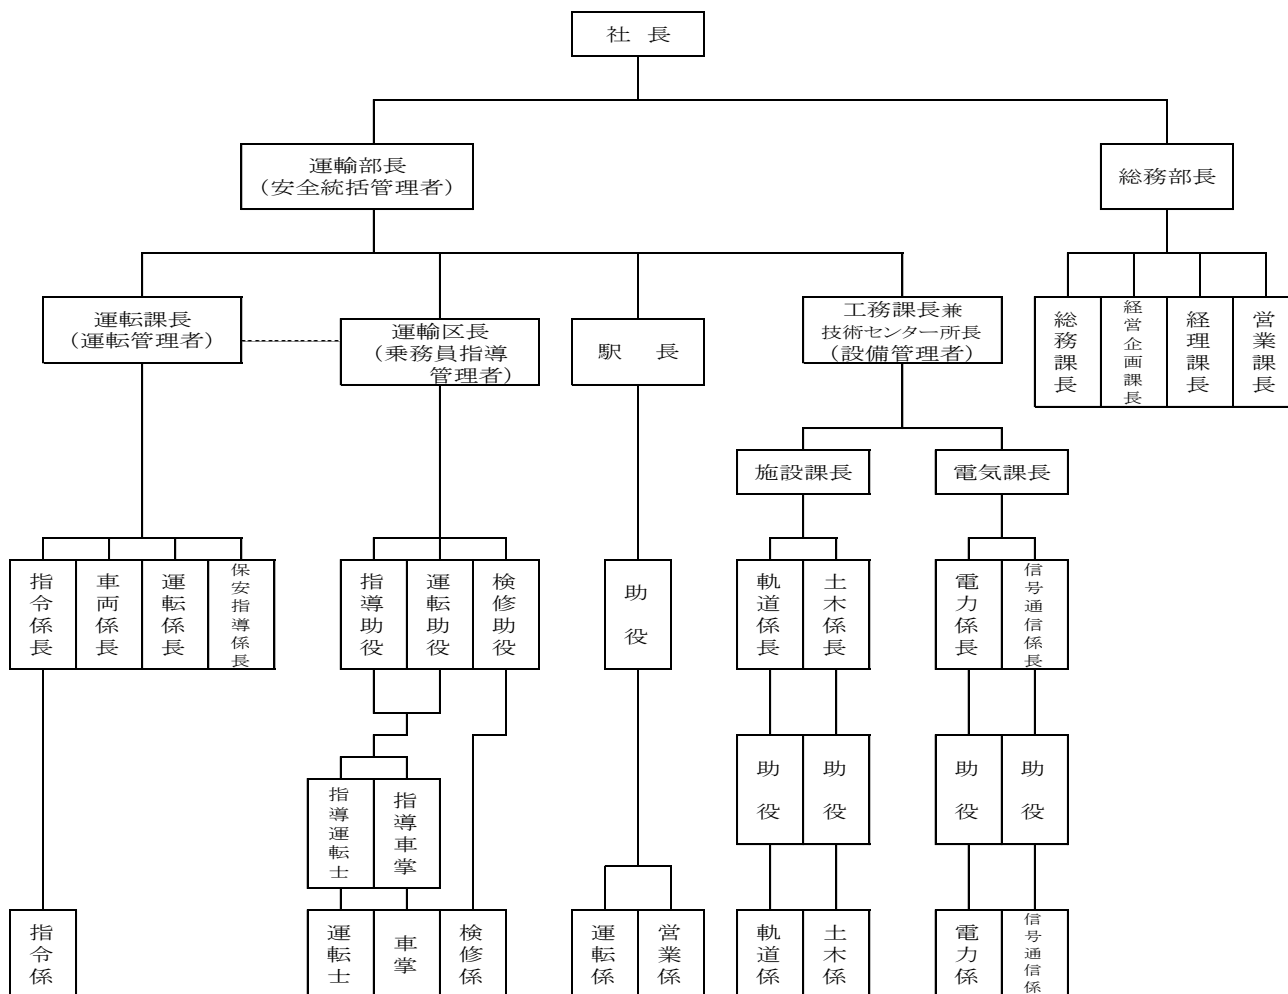 社 長
運輸部長
（安全統括管理者）
総務部長
運転課長
（運転管理者）
運輸区長
（乗務員指導
管理者）
駅 長
工務課長兼
技術センター所長
（設備管理者）
総務課長
経営企画課長
経理課長
営業課長
施設課長
電気課長
指令係長
車両係長
運転係長
保安指導係長
指導助役
運転助役
検修助役
助役
軌道係長
土木係長
電力係長
信号通信係長
助役
助役
助役
助役
指導運転士
指導車掌
指令係
運転士
車掌
検修係
運転係
営業係
軌道係
土木係
電力係
信号通信係